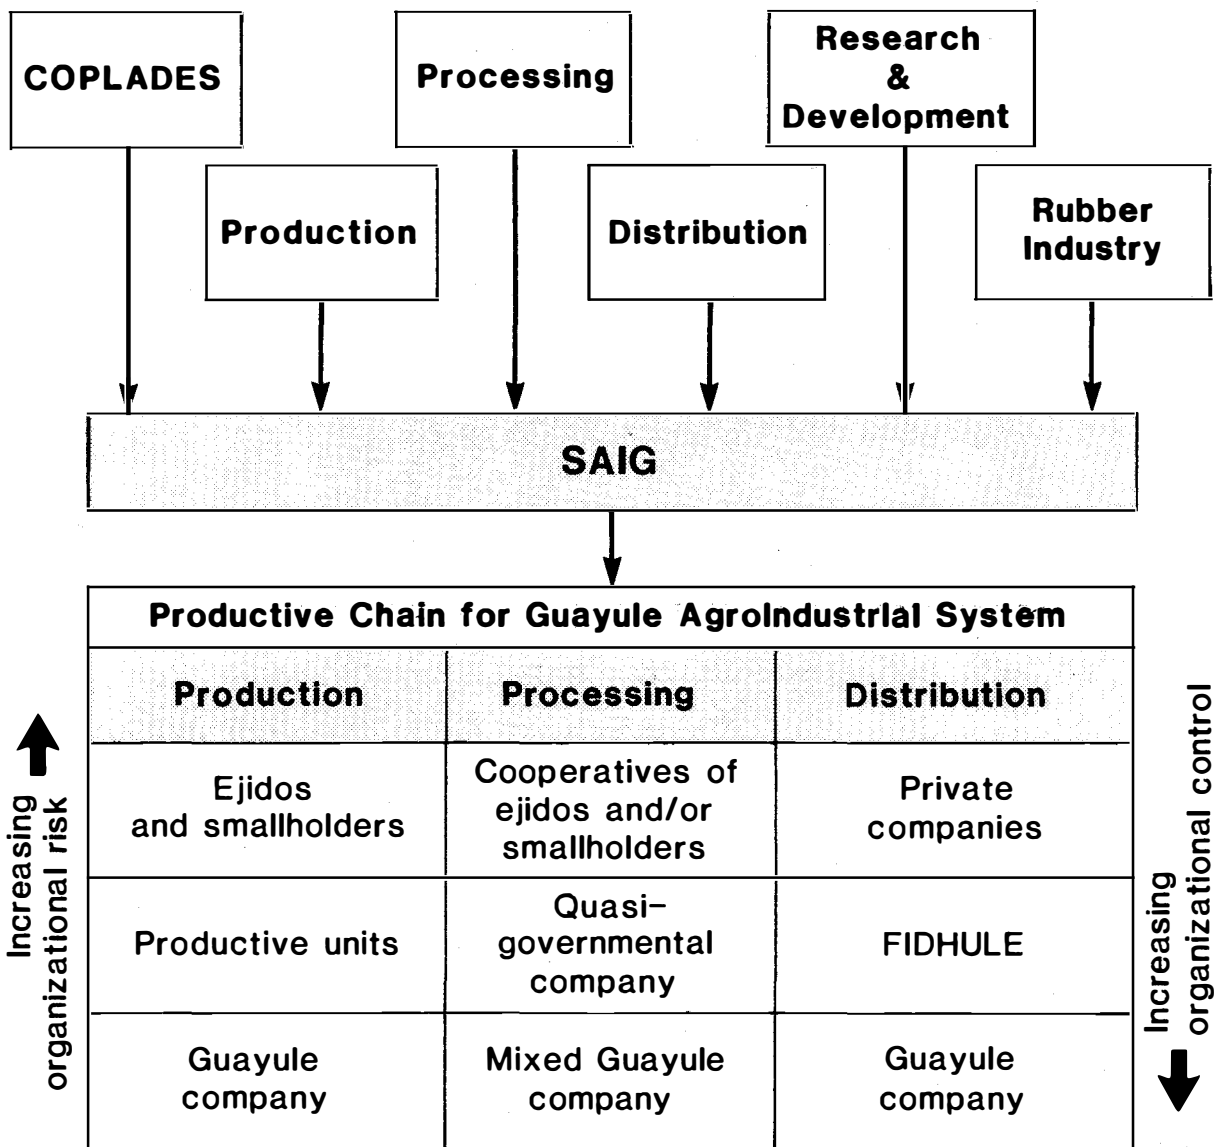 COPLADES
Processing
Research
&
Development
Production
Distribution
Rubber
Industry
SAIG
Productive Chain for Guayule AgroIndustrial System
Production
Processing
Distribution
Ejidos
and smallholders
Cooperatives of
ejidos and/or
smallholders
Private
companies
Productive units
Quasi-
governmental
company
FIDHULE
Guayule
company
Mixed Guayule
company
Guayule
company
Increasing
organizational risk
Increasing
organizational control